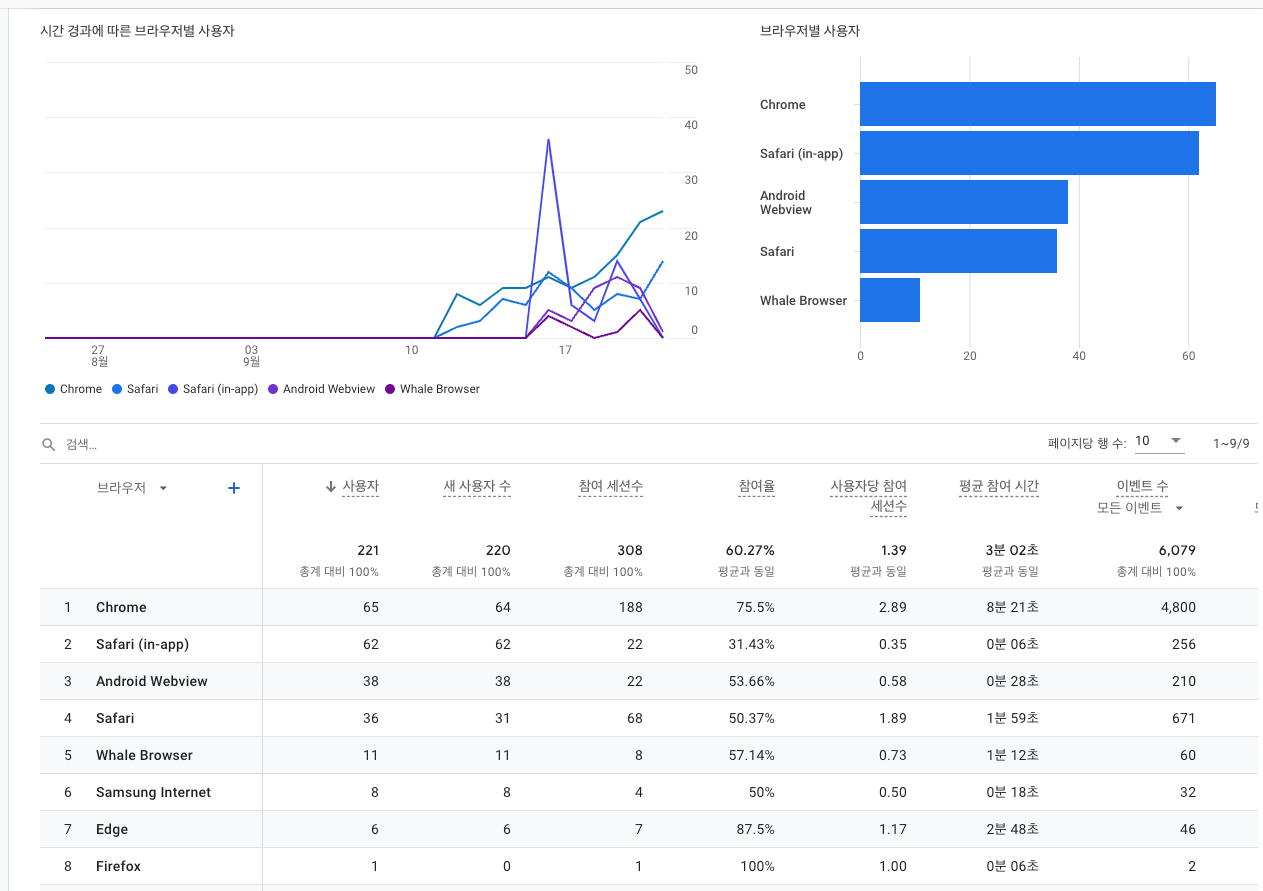 시간 경과에 따른 브라우저별 사용자
50
40
30
20
10
0
27
8월
03
9월
10
17
Chrome Safari Safari (in-app) Android Webview Whale Browser
브라우저별 사용자
Chrome
Safari (in-app)
Android
Webview
Safari
Whale Browser
0 20 40 60
검색... 페이지당 행 수: 10 1~9/9
브라우저 + ↓ 사용자 새 사용자 수 참여 세션수 참여율 사용자당 참여 평균 참여 시간 이벤트 수
세션수 모든 이벤트
221 220 308 60.27% 1.39 3분 02초 6,079
총계 대비 100% 총계 대비 100% 총계 대비 100% 평균과 동일 평균과 동일 평균과 동일 총계 대비 100%
1 Chrome 65 64 188 75.5% 2.89 8분 21초 4,800
2 Safari (in-app) 62 62 22 31.43% 0.35 0분 06초 256
3 Android Webview 38 38 22 53.66% 0.58 0분 28초 210
4 Safari 36 31 68 50.37% 1.89 1분 59초 671
5 Whale Browser 11 11 8 57.14% 0.73 1분 12초 60
6 Samsung Internet 8 8 4 50% 0.50 0분 18초 32
7 Edge 6 6 7 87.5% 1.17 2분 48초 46
8 Firefox 1 0 1 100% 1.00 0분 06초 2